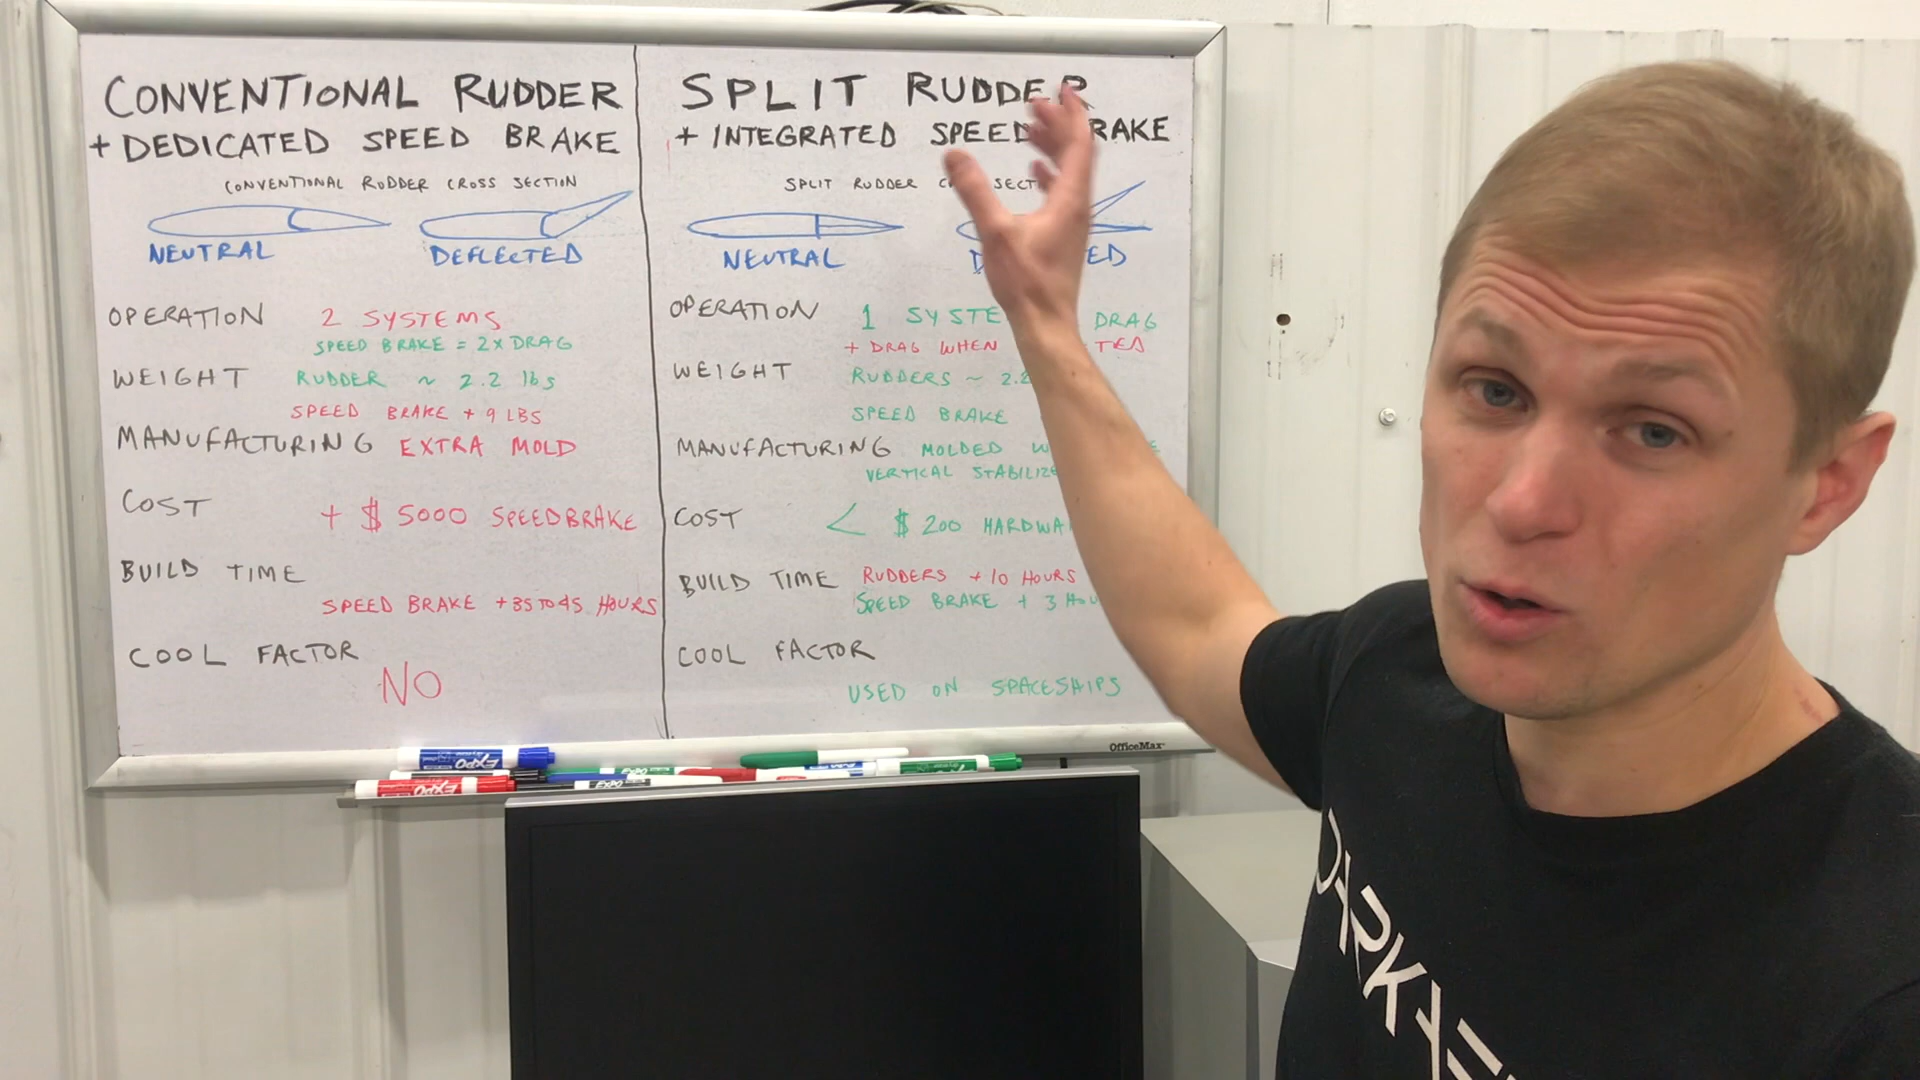 CONVENTIONAL RUDDER
+ DEDICATED SPEED BRAKE
CONVENTIONAL RUDDER CROSS SECTION
NEUTRAL
DEFLECTED
OPERATION 2 SYSTEMS
SPEED BRAKE = 2X DRAG
WEIGHT RUDDER ~ 2.2 lbs
SPEED BRAKE + 9 LBS
MANUFACTURING EXTRA MOLD
COST + $ 5000 SPEEDBRAKE
BUILD TIME
SPEED BRAKE +35 TO 45 HOURS
COOL FACTOR
NO
SPLIT RUDDER
+ INTEGRATED SPEED BRAKE
SPLIT RUDDER
NEUTRAL
OPERATION 1 DRAG
+ DRAG WHEN
WEIGHT RUDDERS ~
SPEED BRAKE
MANUFACTURING MOLDED
VERTICAL
COST < $ 200
BUILD TIME RUDDERS + 10 HOURS
SPEED BRAKE + 3
COOL FACTOR
USED ON SPACESHIPS
OfficeMax
EXPO
EXPO
EXPO